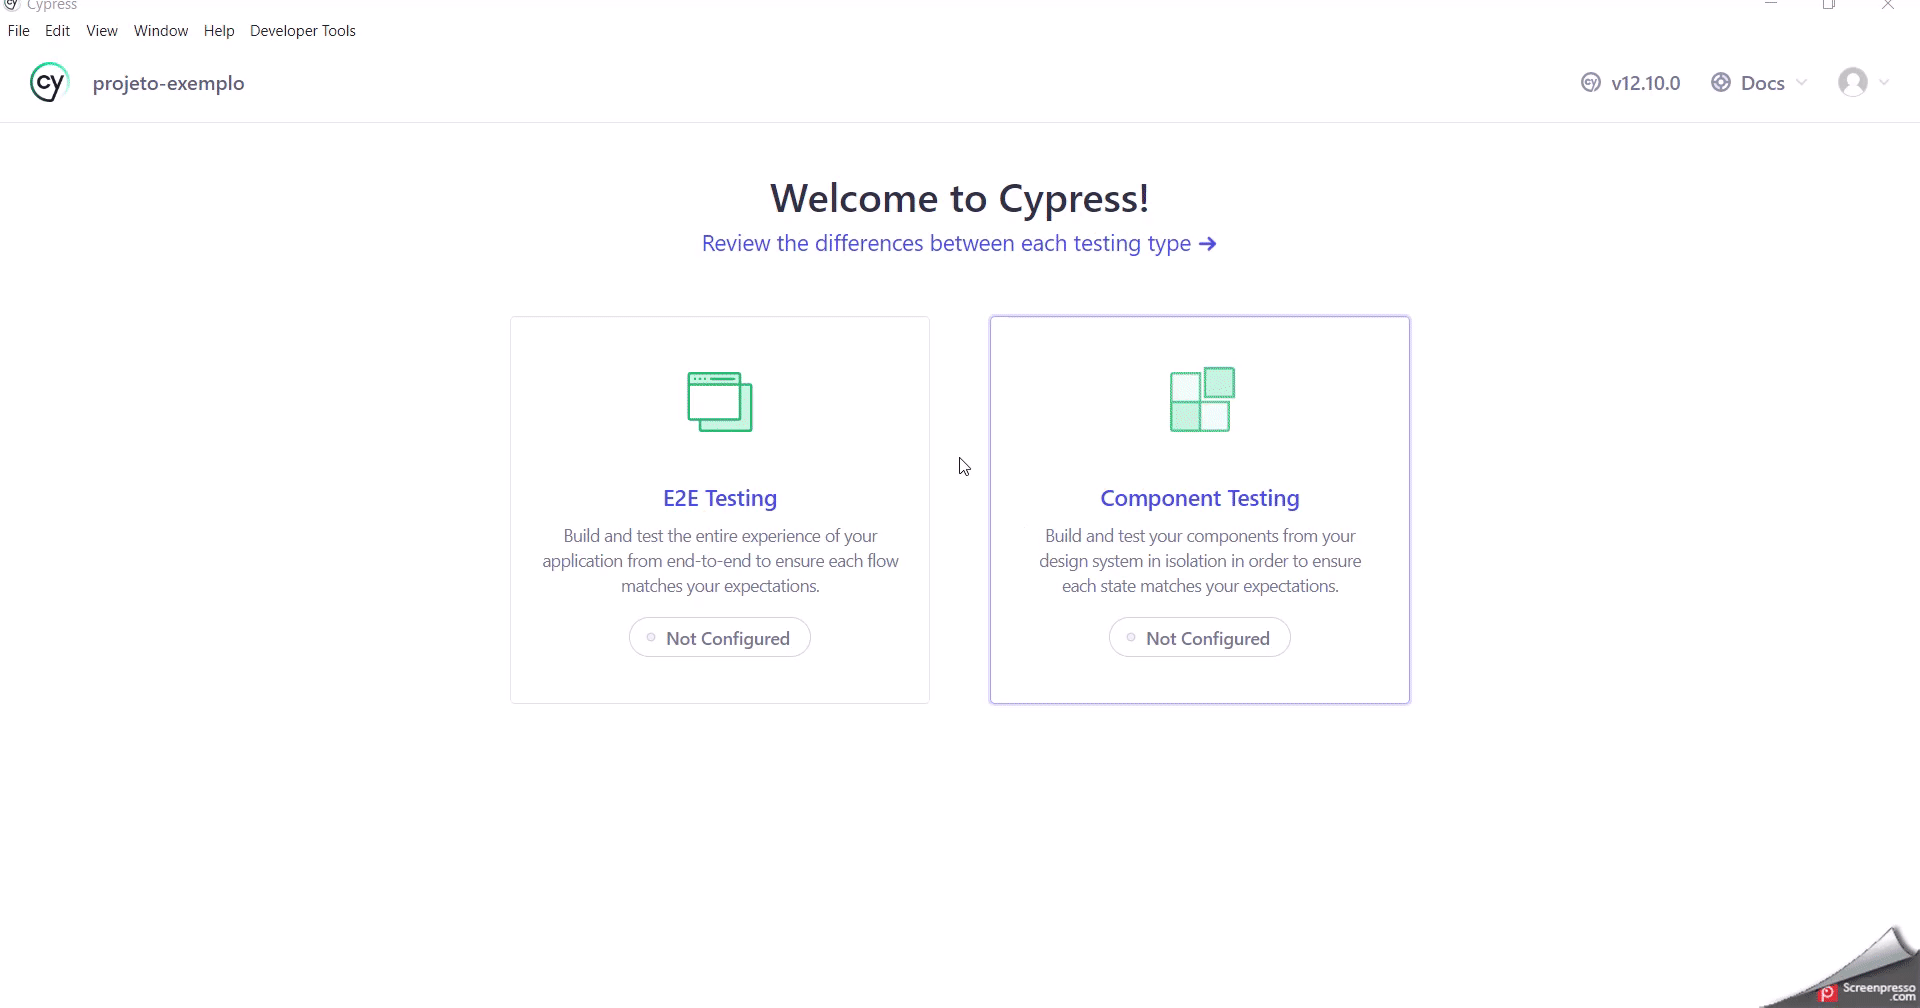 Cypress
File Edit View Window Help Developer Tools
cy projeto-exemplo
cy v12.10.0 Docs
Welcome to Cypress!
Review the differences between each testing type →
E2E Testing
Build and test the entire experience of your
application from end-to-end to ensure each flow
matches your expectations.
Not Configured
Component Testing
Build and test your components from your
design system in isolation in order to ensure
each state matches your expectations.
Not Configured
Screenpresso
.com